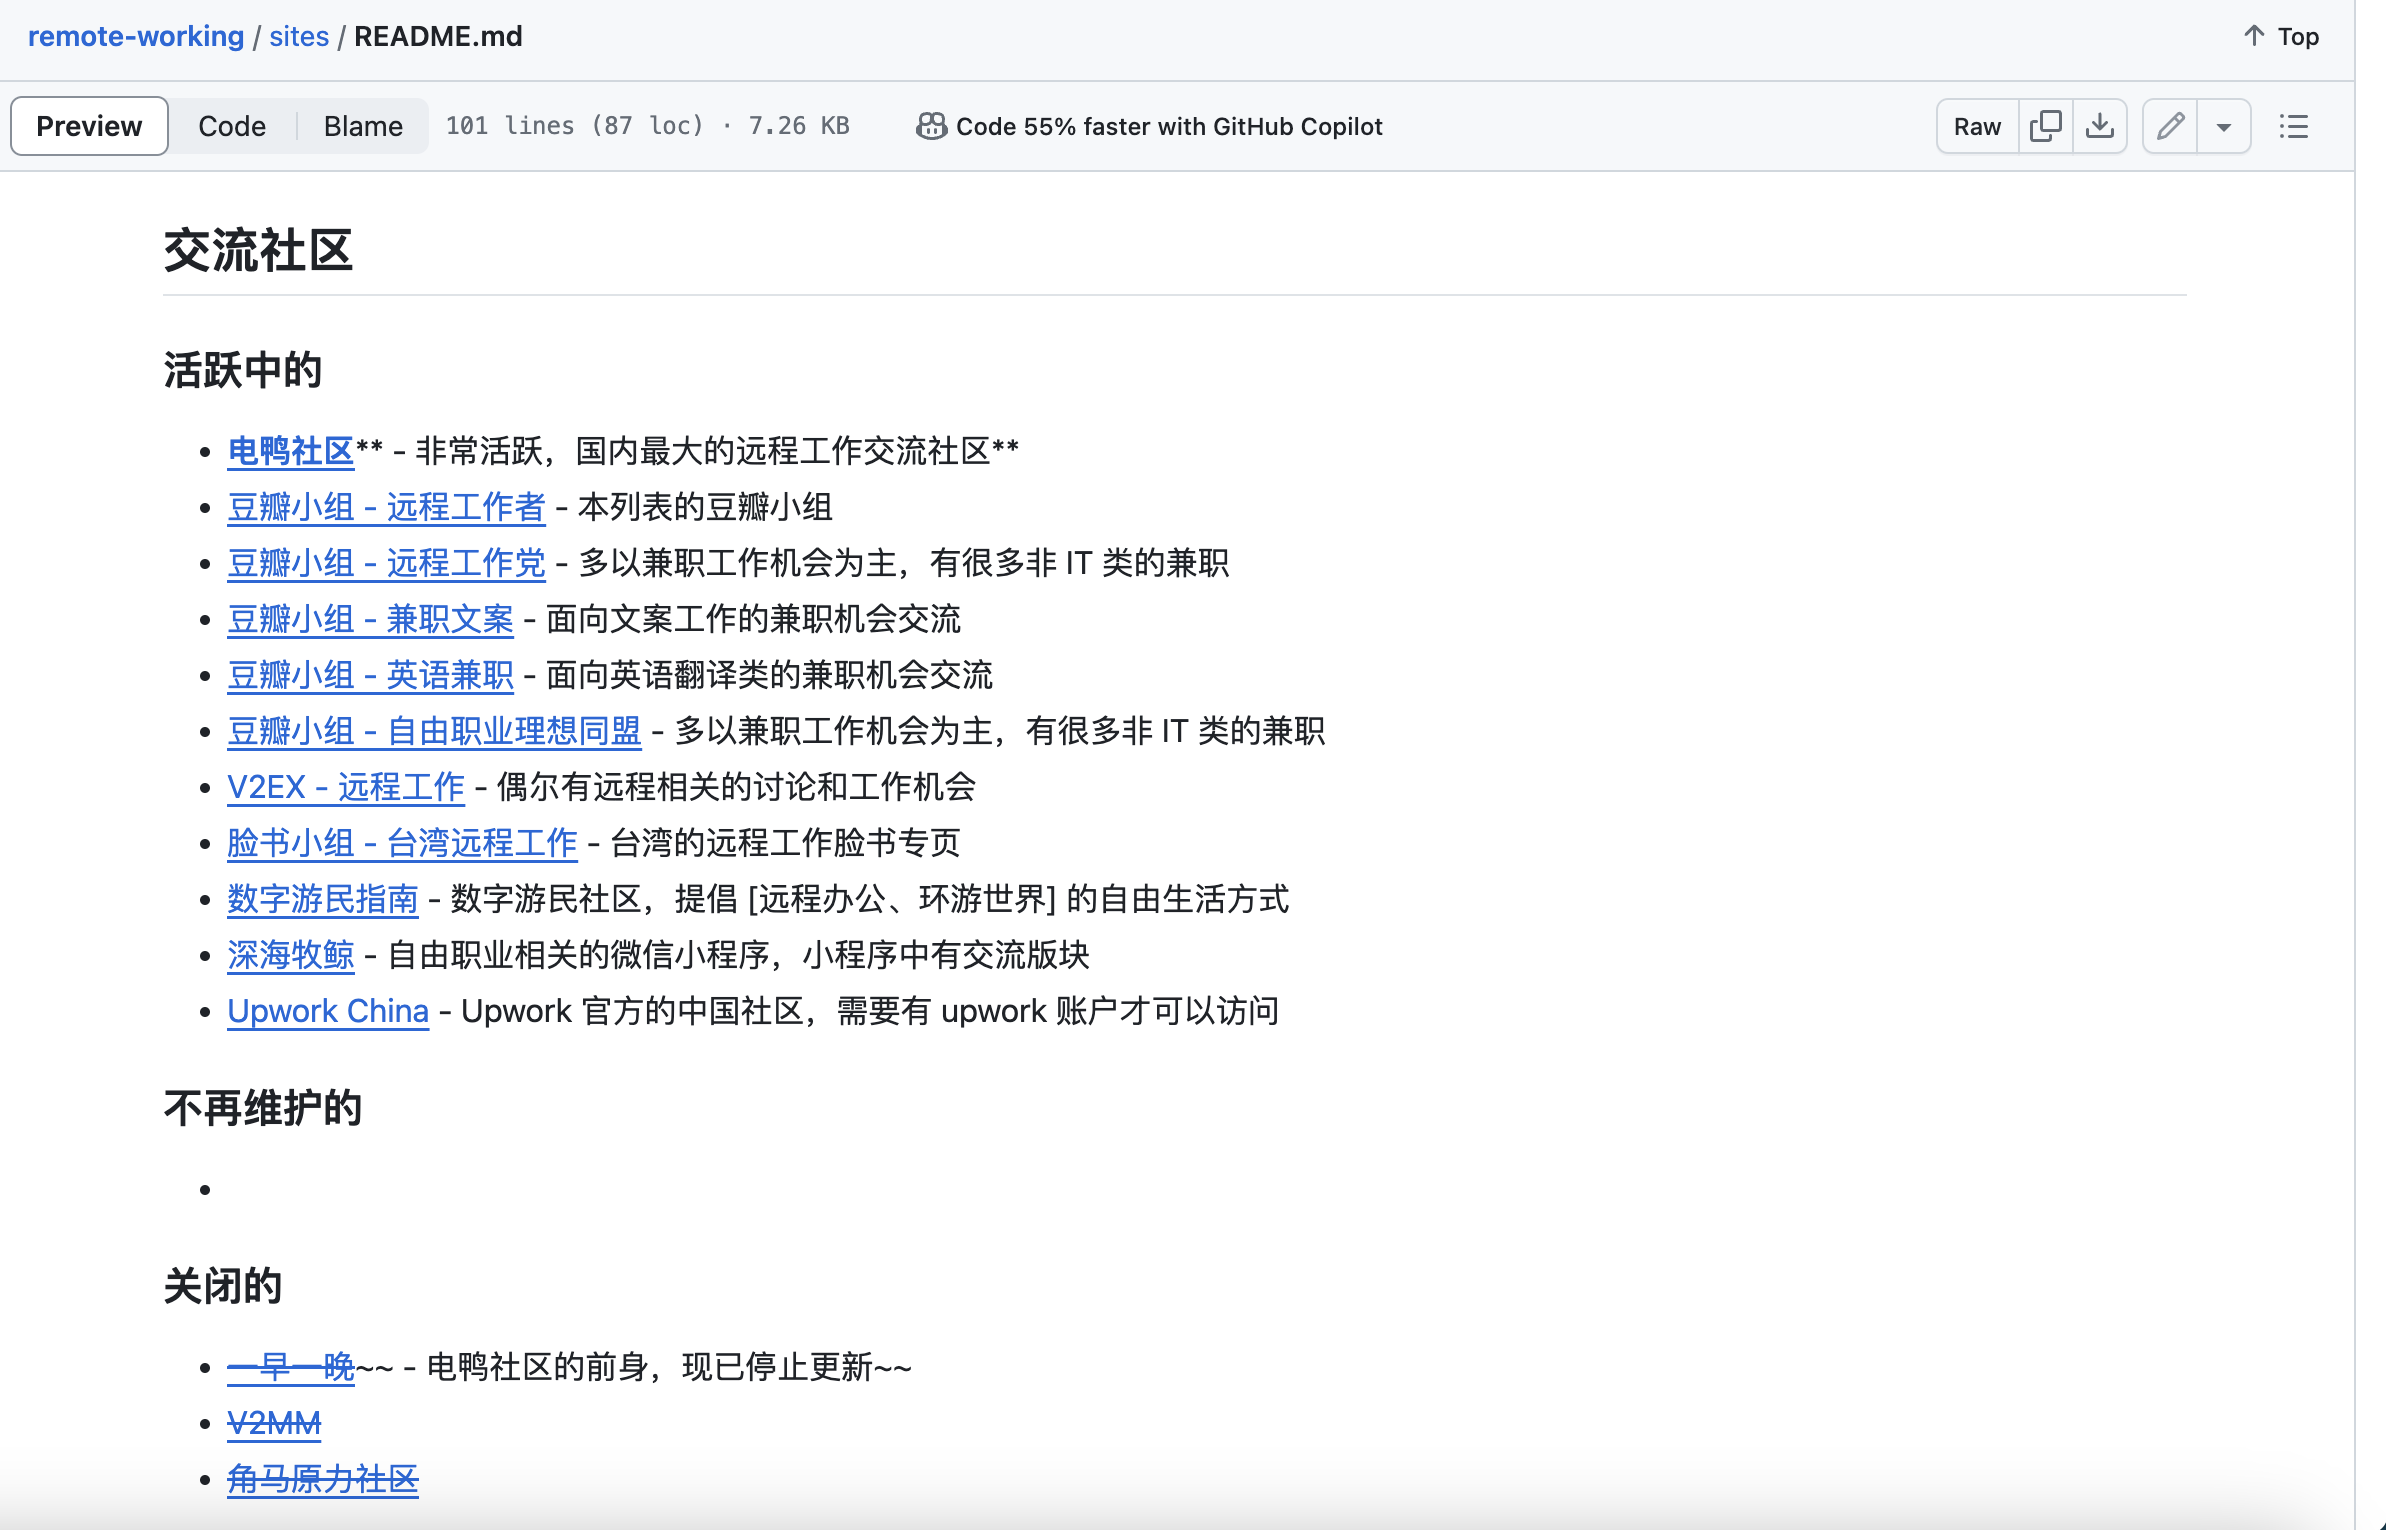 remote-working / sites / README.md
Top
Preview Code Blame 101 lines (87 loc) · 7.26 KB Code 55% faster with GitHub Copilot Raw
交流社区
活跃中的
电鸭社区** - 非常活跃，国内最大的远程工作交流社区**
豆瓣小组 - 远程工作者 - 本列表的豆瓣小组
豆瓣小组 - 远程工作党 - 多以兼职工作机会为主，有很多非 IT 类的兼职
豆瓣小组 - 兼职文案 - 面向文案工作的兼职机会交流
豆瓣小组 - 英语兼职 - 面向英语翻译类的兼职机会交流
豆瓣小组 - 自由职业理想同盟 - 多以兼职工作机会为主，有很多非 IT 类的兼职
V2EX - 远程工作 - 偶尔有远程相关的讨论和工作机会
脸书小组 - 台湾远程工作 - 台湾的远程工作脸书专页
数字游民指南 - 数字游民社区，提倡 [远程办公、环游世界] 的自由生活方式
深海牧鲸 - 自由职业相关的微信小程序，小程序中有交流版块
Upwork China - Upwork 官方的中国社区，需要有 upwork 账户才可以访问
不再维护的
关闭的
一早一晚~~ - 电鸭社区的前身，现已停止更新~~
V2MM
角马原力社区